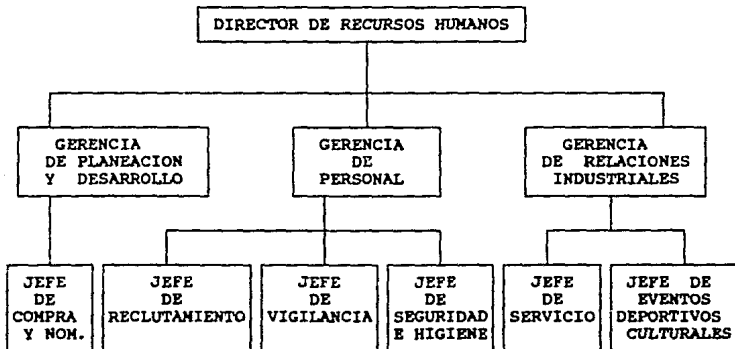 DIRECTOR DE RECURSOS HUMANOS
GERENCIA
DE PLANEACION
Y DESARROLLO
GERENCIA
DE
PERSONAL
GERENCIA
DE RELACIONES
INDUSTRIALES
JEFE
DE
COMPRA
Y NOM.
JEFE
DE
RECLUTAMIENTO
JEFE
DE
VIGILANCIA
JEFE
DE
SEGURIDAD
E HIGIENE
JEFE
DE
SERVICIO
JEFE DE
EVENTOS
DEPORTIVOS
CULTURALES